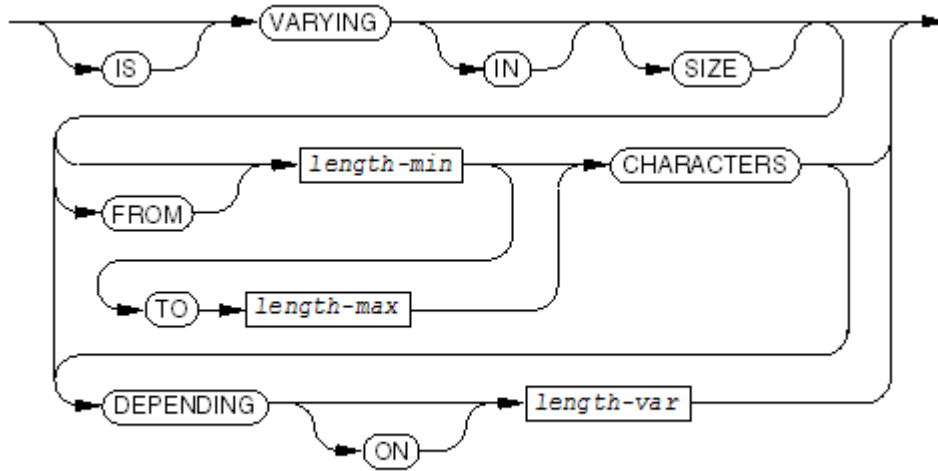 VARYING
IS
IN
SIZE
length-min
CHARACTERS
FROM
TO
length-max
DEPENDING
length-var
ON